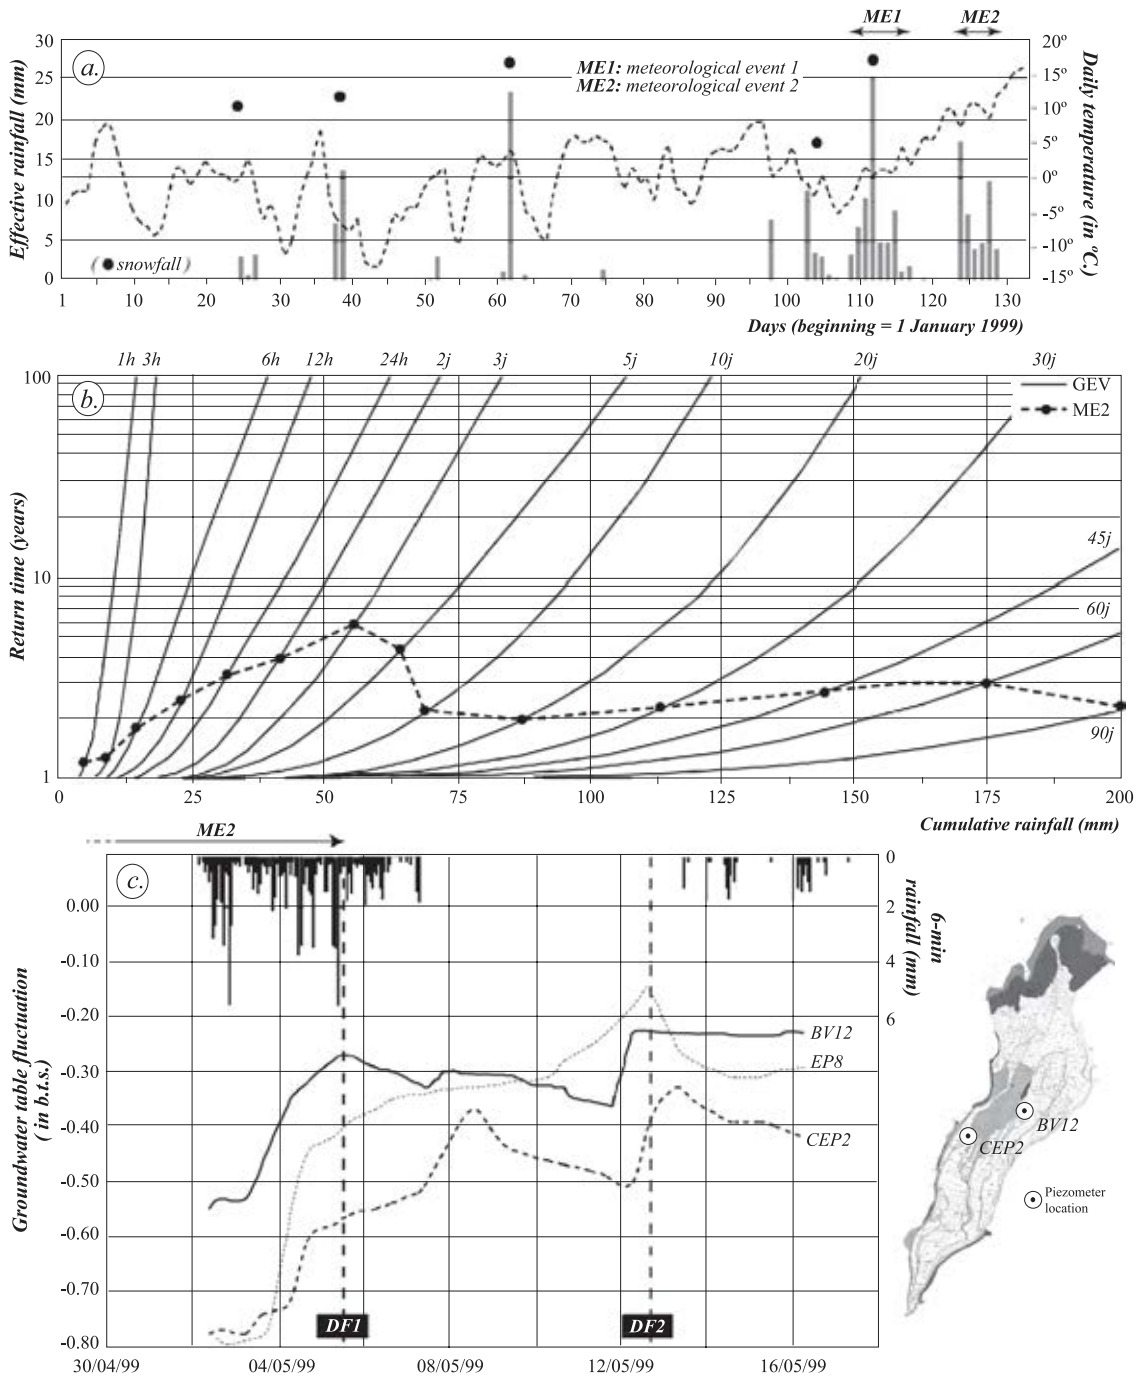 ME1 ME2
a.
30 25 20 15 10 5 0
Effective rainfall (mm)
ME1: meteorological event 1
ME2: meteorological event 2
20° 15° 10° 5° 0° -5° -10° -15°
Daily temperature (in °C.)
( ● snowfall )
1 10 20 30 40 50 60 70 80 90 100 110 120 130
Days (beginning = 1 January 1999)
1h 3h 6h 12h 24h 2j 3j 5j 10j 20j 30j
b.
100 10 1
Return time (years)
GEV
ME2
45j
60j
90j
0 25 50 75 100 125 150 175 200
Cumulative rainfall (mm)
ME2
c.
0.00 -0.10 -0.20 -0.30 -0.40 -0.50 -0.60 -0.70 -0.80
Groundwater table fluctuation
( in b.t.s.)
0 2 4 6
6-min
rainfall (mm)
BV12
EP8
CEP2
DF1 DF2
30/04/99 04/05/99 08/05/99 12/05/99 16/05/99
BV12
CEP2
Piezometer
location